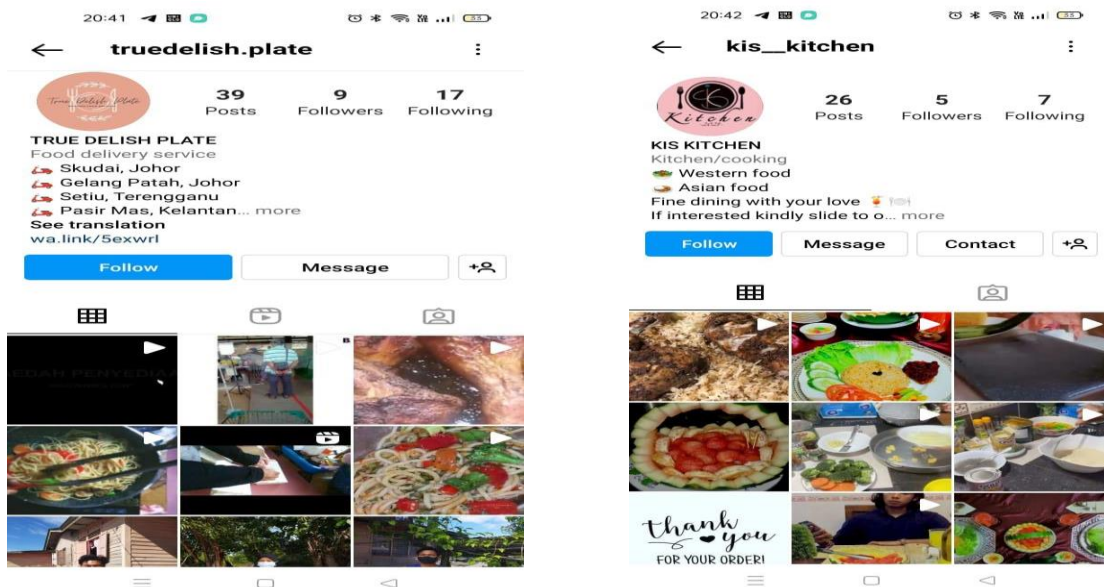 20:41
truedelish.plate
True Delish Plate
39 9 17
Posts Followers Following
TRUE DELISH PLATE
Food delivery service
Skudai, Johor
Gelang Patah, Johor
Setiu, Terengganu
Pasir Mas, Kelantan... more
See translation
wa.link/5exwrl
Follow Message
20:42
kis__kitchen
Kitchen
26 5 7
Posts Followers Following
KIS KITCHEN
Kitchen/cooking
Western food
Asian food
Fine dining with your love
If interested kindly slide to o... more
Follow Message Contact
thank
you
FOR YOUR ORDER!